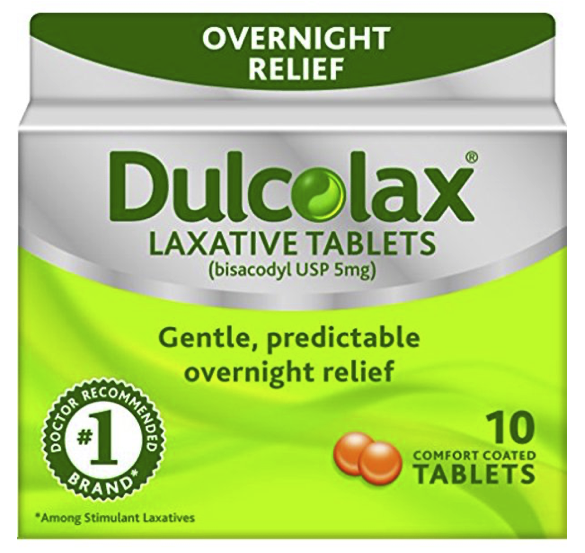 OVERNIGHT
RELIEF
Dulcolax®
LAXATIVE TABLETS
(bisacodyl USP 5mg)
Gentle, predictable
overnight relief
DOCTOR RECOMMENDED
#1
BRAND*
10
COMFORT COATED
TABLETS
*Among Stimulant Laxatives